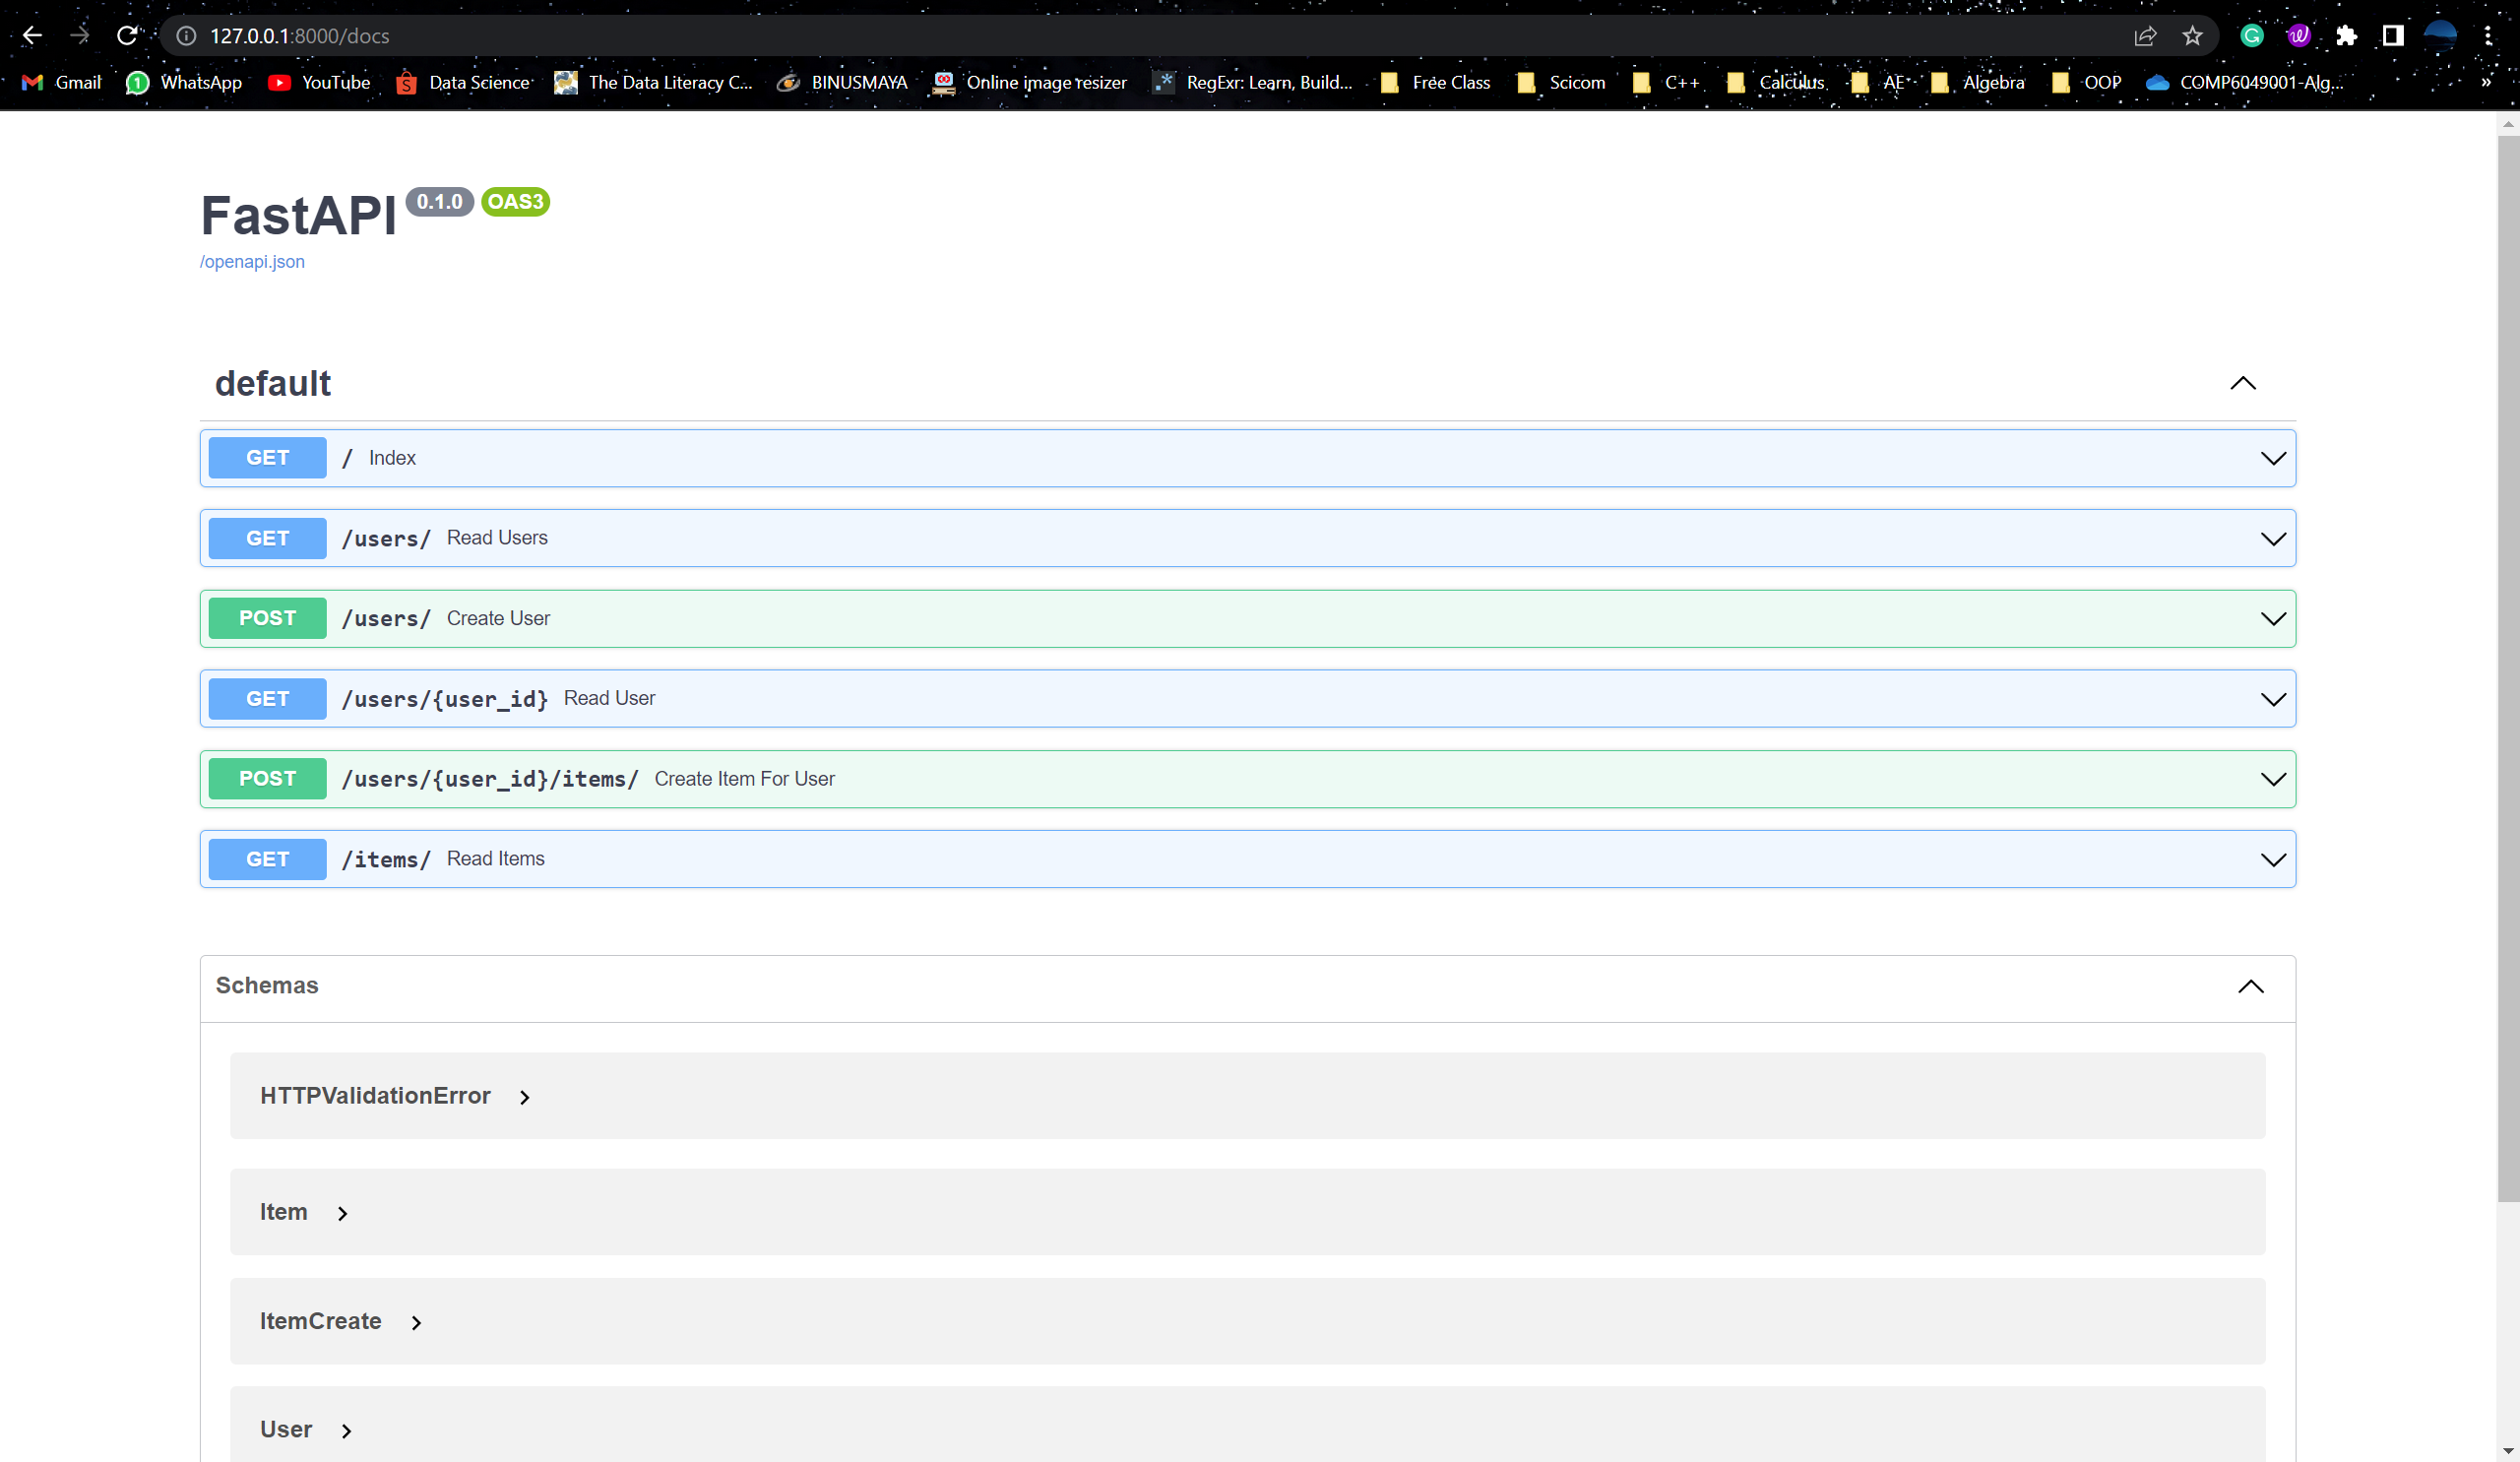 127.0.0.1:8000/docs
Gmail WhatsApp YouTube Data Science The Data Literacy C... BINUSMAYA Online image resizer RegExr: Learn, Build... Free Class Scicom C++ Calculus AE Algebra OOP COMP6049001-Alg... »
FastAPI 0.1.0 OAS3
/openapi.json
default
GET / Index
GET /users/ Read Users
POST /users/ Create User
GET /users/{user_id} Read User
POST /users/{user_id}/items/ Create Item For User
GET /items/ Read Items
Schemas
HTTPValidationError
Item
ItemCreate
User